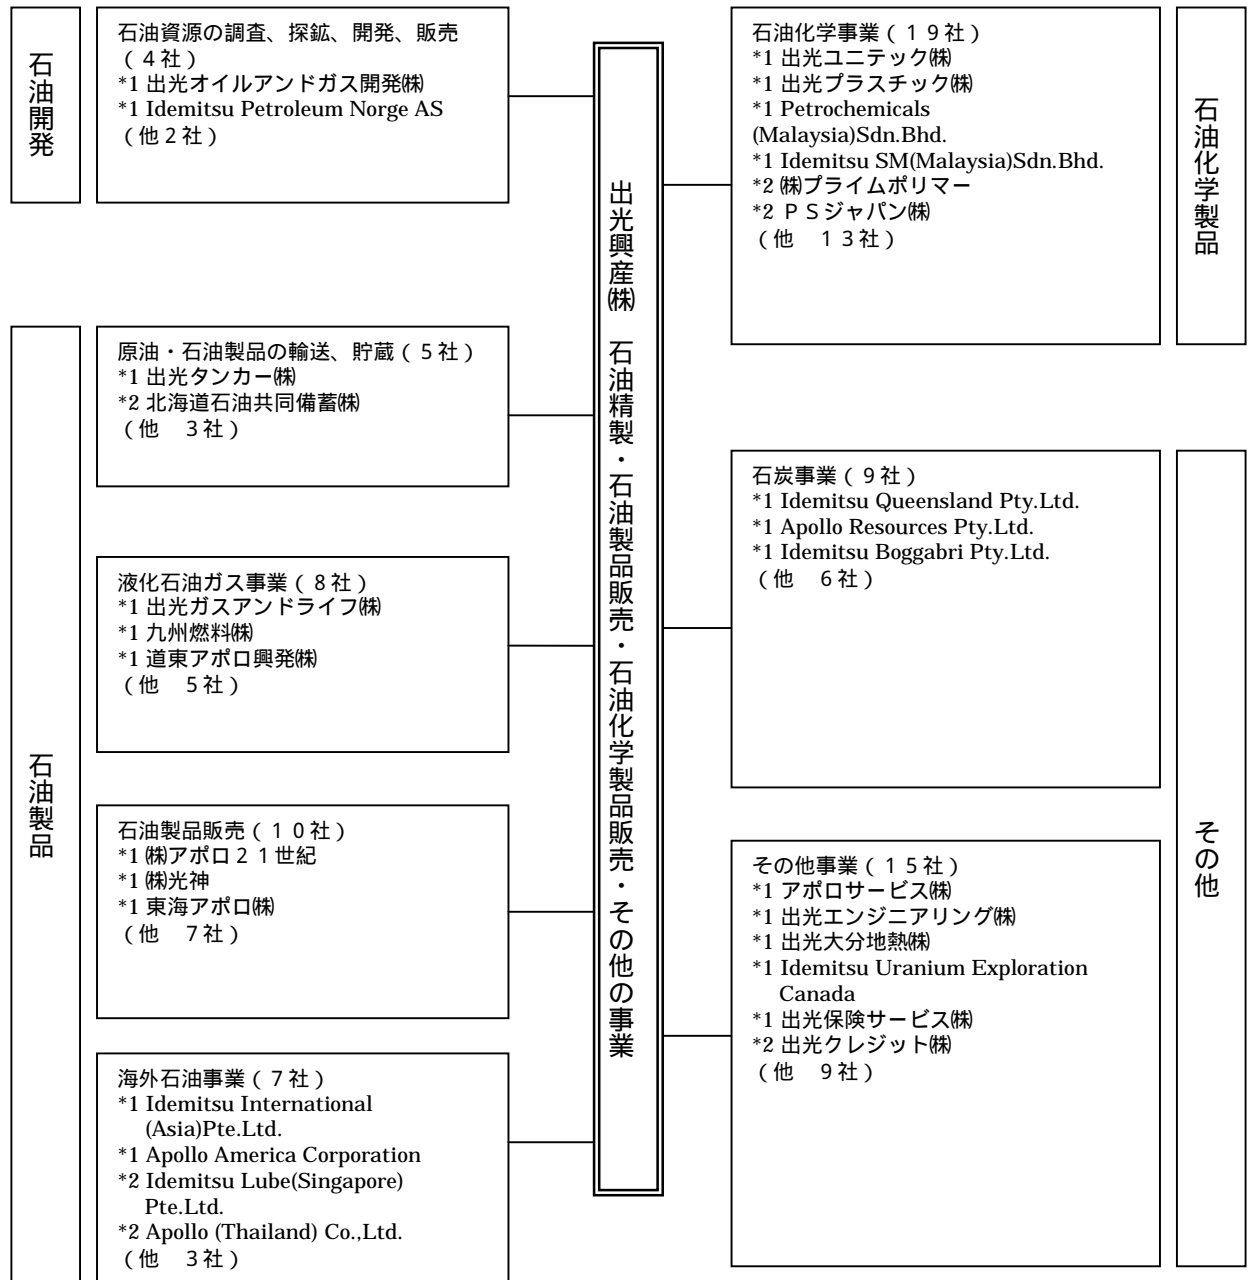 石油開発
石油資源の調査、探鉱、開発、販売
(4社)
*1 出光オイルアンドガス開発㈱
*1 Idemitsu Petroleum Norge AS
(他2社)
石油製品
原油・石油製品の輸送、貯蔵(5社)
*1 出光タンカー㈱
*2 北海道石油共同備蓄㈱
(他 3社)
液化石油ガス事業(8社)
*1 出光ガスアンドライフ㈱
*1 九州燃料㈱
*1 道東アポロ興発㈱
(他 5社)
石油製品販売(10社)
*1 ㈱アポロ21世紀
*1 ㈱光神
*1 東海アポロ㈱
(他 7社)
海外石油事業(7社)
*1 Idemitsu International
(Asia)Pte.Ltd.
*1 Apollo America Corporation
*2 Idemitsu Lube(Singapore)
Pte.Ltd.
*2 Apollo (Thailand) Co.,Ltd.
(他 3社)
出光興産㈱ 石油精製・石油製品販売・石油化学製品販売・その他の事業
石油化学事業(19社)
*1 出光ユニテック㈱
*1 出光プラスチック㈱
*1 Petrochemicals
(Malaysia)Sdn.Bhd.
*1 Idemitsu SM(Malaysia)Sdn.Bhd.
*2 ㈱プライムポリマー
*2 PSジャパン㈱
(他 13社)
石油化学製品
石炭事業(9社)
*1 Idemitsu Queensland Pty.Ltd.
*1 Apollo Resources Pty.Ltd.
*1 Idemitsu Boggabri Pty.Ltd.
(他 6社)
その他事業(15社)
*1 アポロサービス㈱
*1 出光エンジニアリング㈱
*1 出光大分地熱㈱
*1 Idemitsu Uranium Exploration
Canada
*1 出光保険サービス㈱
*2 出光クレジット㈱
(他 9社)
その他